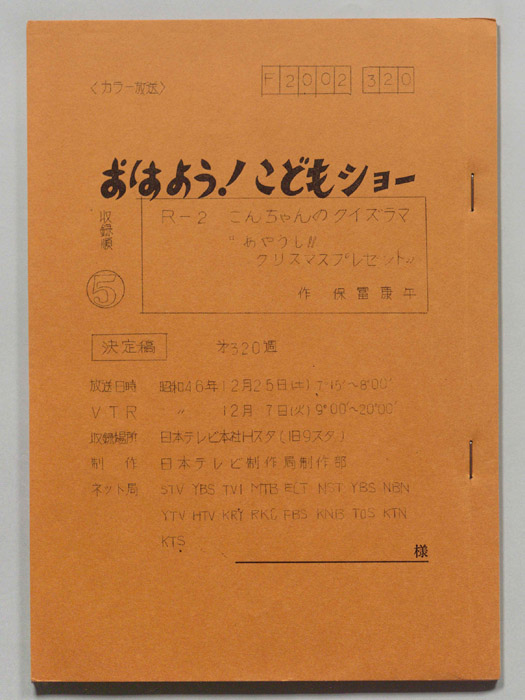 〈カラー放送〉
F2002 320
おはよう!こどもショー
収録順
⑤
R-2 こんちゃんのクイズラマ
"あやうし!!
クリスマスプレゼント"
作 保冨康午
決定稿 才320週
放送日時 昭和46年12月25日(土)7:15'~8:00'
VTR 〃 12月7日(火)9:00'~20:00'
収録場所 日本テレビ本社Hスタ(旧9スタ)
制作 日本テレビ制作局制作部
ネット局 STV YBS TVI MTB ECT NST YBS NBN
YTV HTV KRY RKC FBS KNB TOS KTN
KTS
様